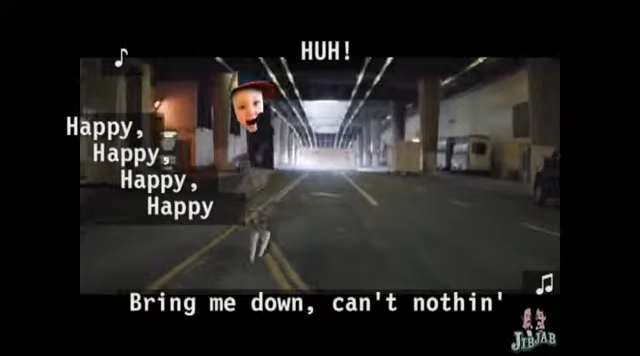 ♪
HUH!
Happy,
Happy,
Happy,
Happy
♫
Bring me down, can't nothin'
JIBJAB